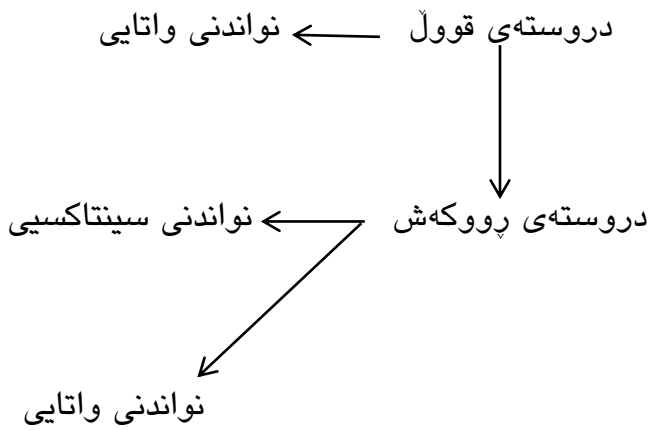 دروستەی قووڵ
نواندنی واتایی
دروستەی ڕووکەش
نواندنی سینتاکسیی
نواندنی واتایی